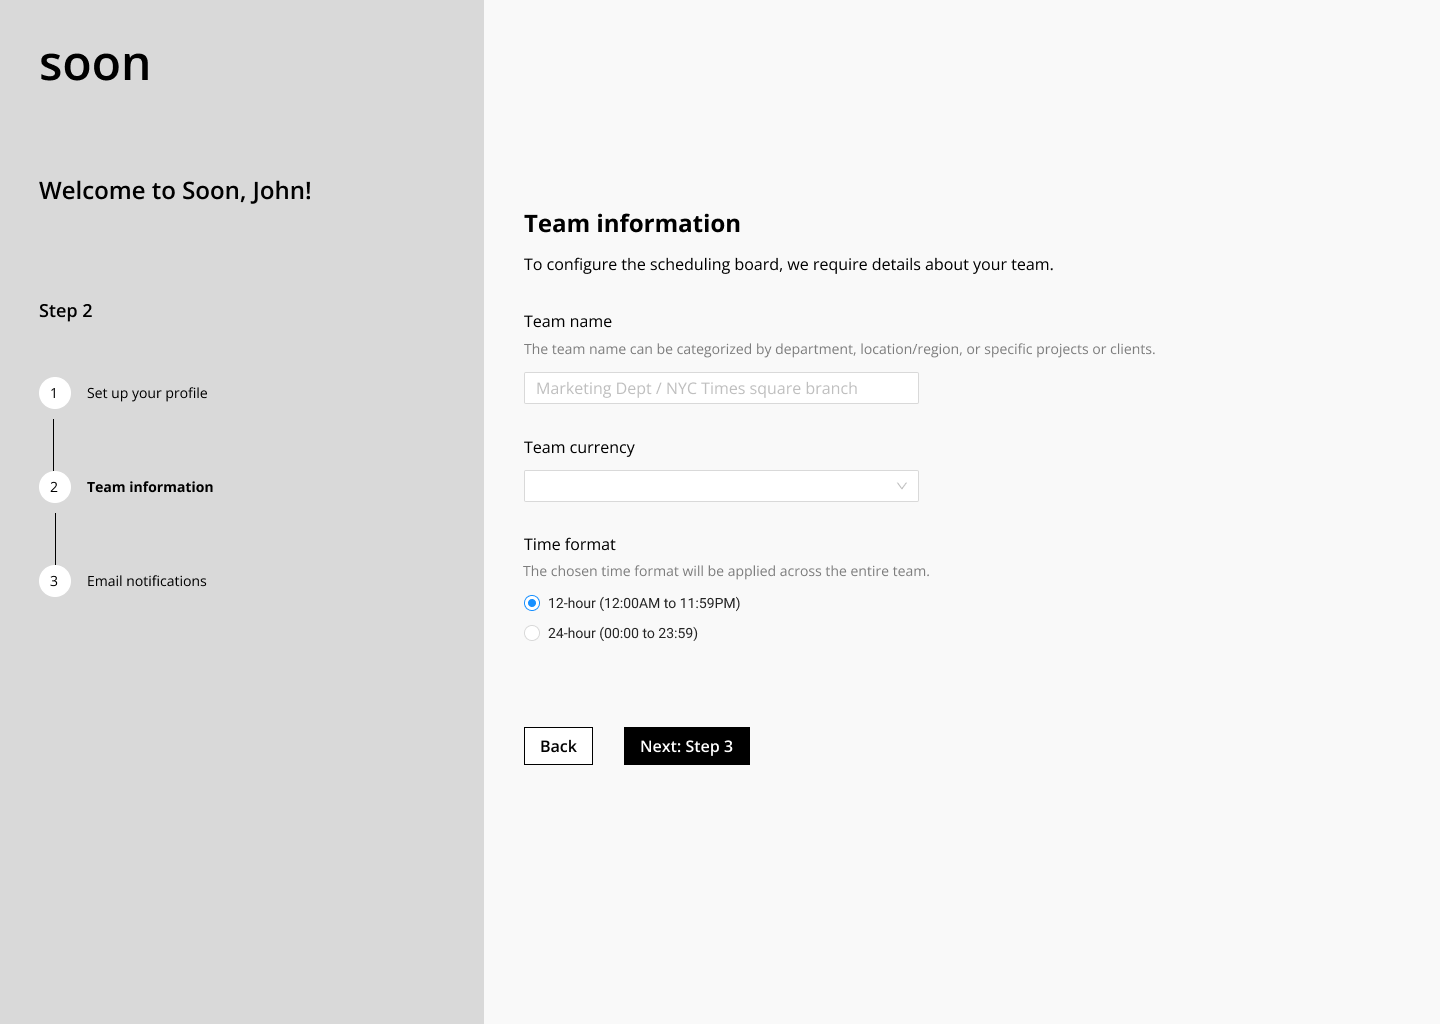 soon
Welcome to Soon, John!
Step 2
1 Set up your profile
2 Team information
3 Email notifications
Team information
To configure the scheduling board, we require details about your team.
Team name
The team name can be categorized by department, location/region, or specific projects or clients.
Marketing Dept / NYC Times square branch
Team currency
Time format
The chosen time format will be applied across the entire team.
12-hour (12:00AM to 11:59PM)
24-hour (00:00 to 23:59)
Back Next: Step 3